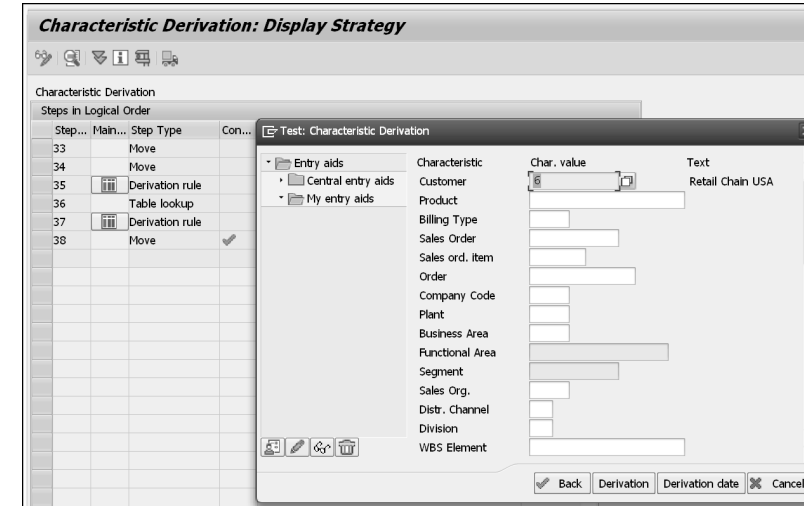 Characteristic Derivation: Display Strategy
Characteristic Derivation
Steps in Logical Order
Step... Main... Step Type Con...
33 Move
34 Move
35 Derivation rule
36 Table lookup
37 Derivation rule
38 Move
Test: Characteristic Derivation
Entry aids
Central entry aids
My entry aids
Characteristic Char. value Text
Customer 6 Retail Chain USA
Product
Billing Type
Sales Order
Sales ord. item
Order
Company Code
Plant
Business Area
Functional Area
Segment
Sales Org.
Distr. Channel
Division
WBS Element
Back Derivation Derivation date Cancel